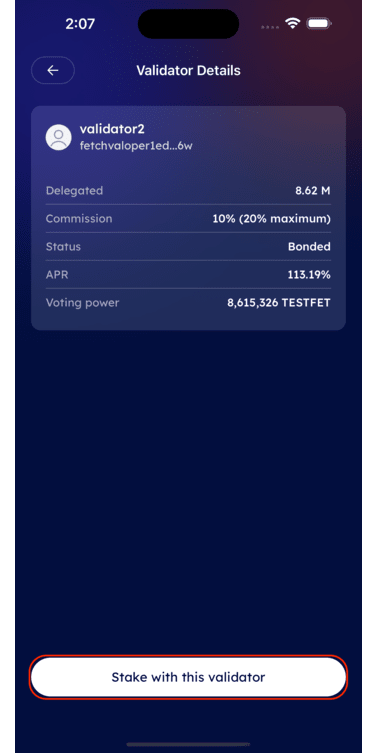 2:07
Validator Details
validator2
fetchvaloper1ed...6w
Delegated 8.62 M
Commission 10% (20% maximum)
Status Bonded
APR 113.19%
Voting power 8,615,326 TESTFET
Stake with this validator